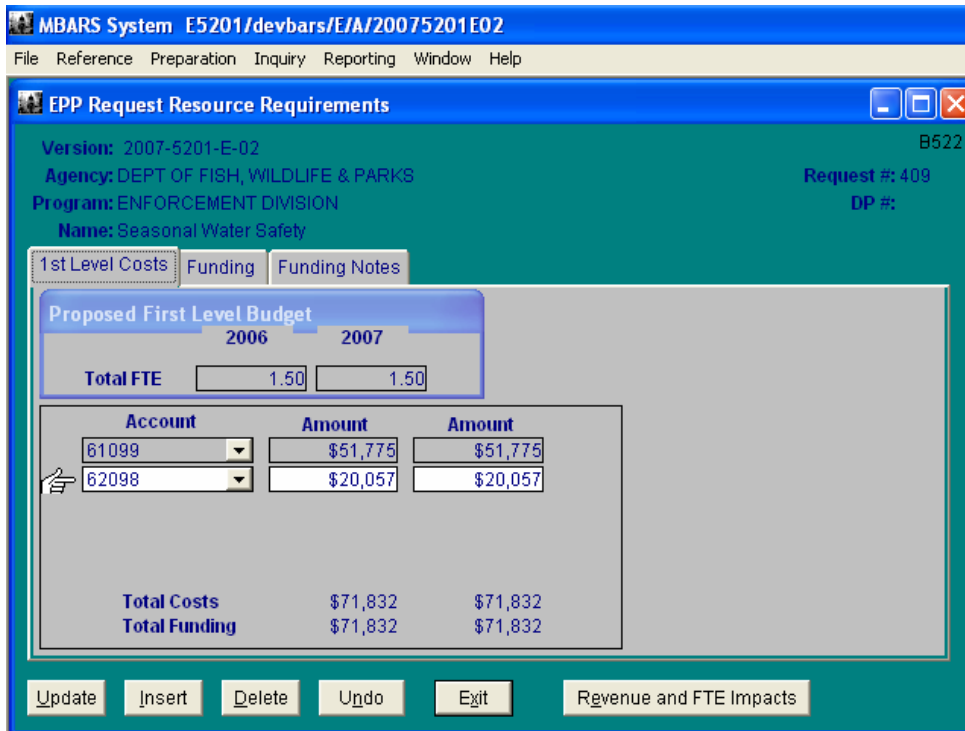 MBARS System E5201/devbars/E/A/20075201E02
File Reference Preparation Inquiry Reporting Window Help
EPP Request Resource Requirements
B522
Version: 2007-5201-E-02
Agency: DEPT OF FISH, WILDLIFE & PARKS Request #: 409
Program: ENFORCEMENT DIVISION DP #:
Name: Seasonal Water Safety
1st Level Costs Funding Funding Notes
Proposed First Level Budget
2006 2007
Total FTE 1.50 1.50
Account Amount Amount
61099 $51,775 $51,775
62098 $20,057 $20,057
Total Costs $71,832 $71,832
Total Funding $71,832 $71,832
Update Insert Delete Undo Exit Revenue and FTE Impacts